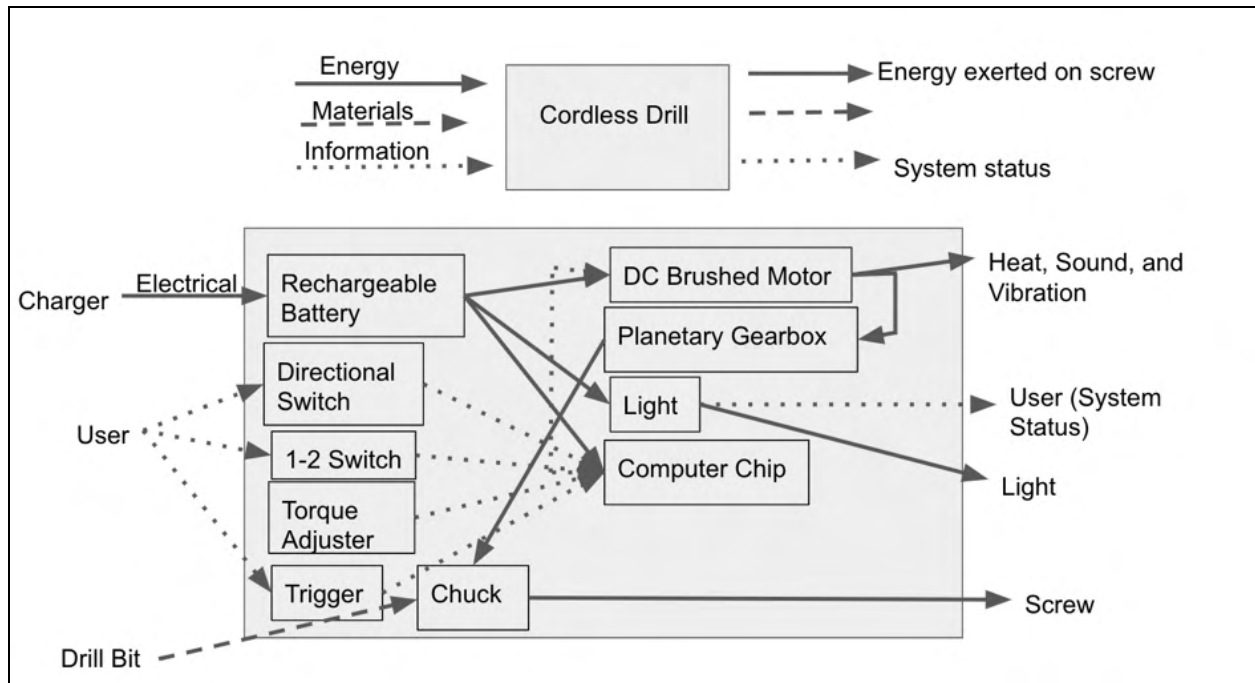 Energy
Materials
Information
Cordless Drill
Energy exerted on screw
System status
Charger
Electrical
Rechargeable
Battery
DC Brushed Motor
Heat, Sound, and
Vibration
Planetary Gearbox
Directional
Switch
Light
User (System
Status)
User
1-2 Switch
Computer Chip
Light
Torque
Adjuster
Trigger
Chuck
Screw
Drill Bit